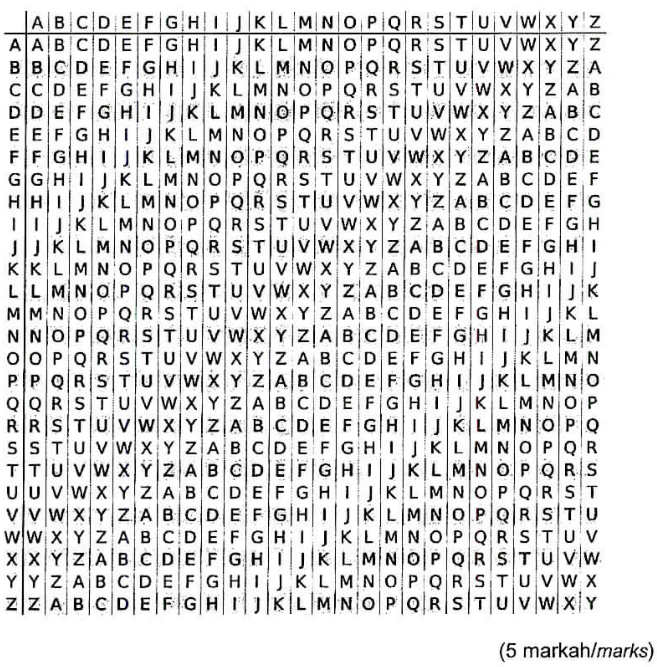 A B C D E F G H I J K L M N O P Q R S T U V W X Y Z
A A B C D E F G H I J K L M N O P Q R S T U V W X Y Z
B B C D E F G H I J K L M N O P Q R S T U V W X Y Z A
C C D E F G H I J K L M N O P Q R S T U V W X Y Z A B
D D E F G H I J K L M N O P Q R S T U V W X Y Z A B C
E E F G H I J K L M N O P Q R S T U V W X Y Z A B C D
F F G H I J K L M N O P Q R S T U V W X Y Z A B C D E
G G H I J K L M N O P Q R S T U V W X Y Z A B C D E F
H H I J K L M N O P Q R S T U V W X Y Z A B C D E F G
I I J K L M N O P Q R S T U V W X Y Z A B C D E F G H
J J K L M N O P Q R S T U V W X Y Z A B C D E F G H I
K K L M N O P Q R S T U V W X Y Z A B C D E F G H I J
L L M N O P Q R S T U V W X Y Z A B C D E F G H I J K
M M N O P Q R S T U V W X Y Z A B C D E F G H I J K L
N N O P Q R S T U V W X Y Z A B C D E F G H I J K L M
O O P Q R S T U V W X Y Z A B C D E F G H I J K L M N
P P Q R S T U V W X Y Z A B C D E F G H I J K L M N O
Q Q R S T U V W X Y Z A B C D E F G H I J K L M N O P
R R S T U V W X Y Z A B C D E F G H I J K L M N O P Q
S S T U V W X Y Z A B C D E F G H I J K L M N O P Q R
T T U V W X Y Z A B C D E F G H I J K L M N O P Q R S
U U V W X Y Z A B C D E F G H I J K L M N O P Q R S T
V V W X Y Z A B C D E F G H I J K L M N O P Q R S T U
W W X Y Z A B C D E F G H I J K L M N O P Q R S T U V
X X Y Z A B C D E F G H I J K L M N O P Q R S T U V W
Y Y Z A B C D E F G H I J K L M N O P Q R S T U V W X
Z Z A B C D E F G H I J K L M N O P Q R S T U V W X Y
(5 markah/marks)